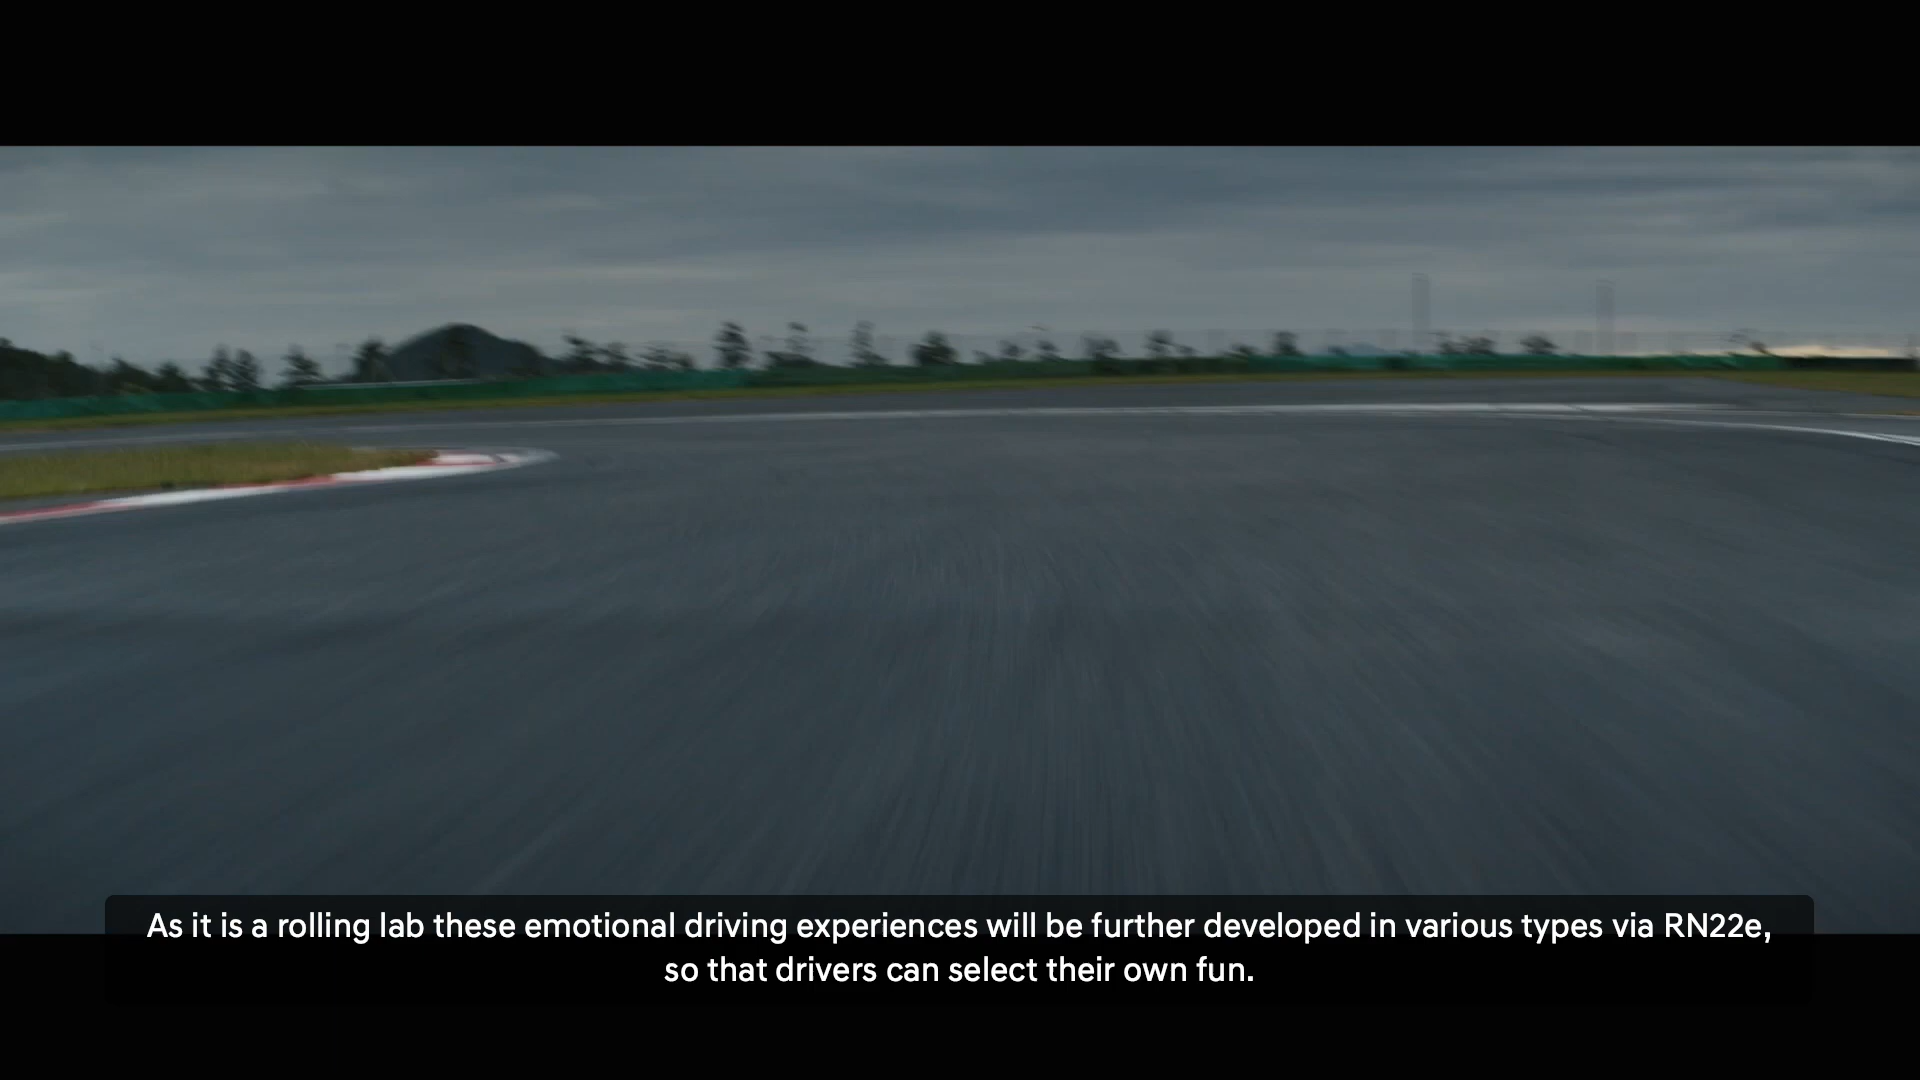 As it is a rolling lab these emotional driving experiences will be further developed in various types via RN22e,
so that drivers can select their own fun.